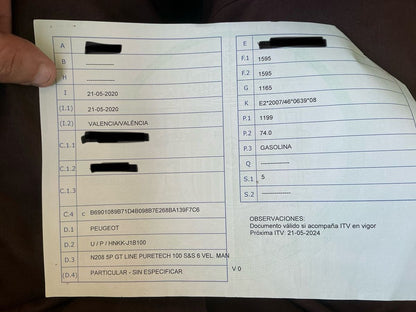 A
B --------------
H --------------
I 21-05-2020
(I.1) 21-05-2020
(I.2) VALENCIA/VALÈNCIA
C.1.1
C.1.2
C.1.3
C.4 c B6901089B71D4B098B7E268BA139F7C6
D.1 PEUGEOT
D.2 U / P / HNKK-J1B100
D.3 N208 5P GT LINE PURETECH 100 S&S 6 VEL. MAN
V 0
(D.4) PARTICULAR - SIN ESPECIFICAR
E
F.1 1595
F.2 1595
G 1165
K E2*2007/46*0639*08
P.1 1199
P.2 74.0
P.3 GASOLINA
Q --------------
S.1 5
S.2 --------------
OBSERVACIONES:
Documento válido si acompaña ITV en vigor
Próxima ITV: 21-05-2024